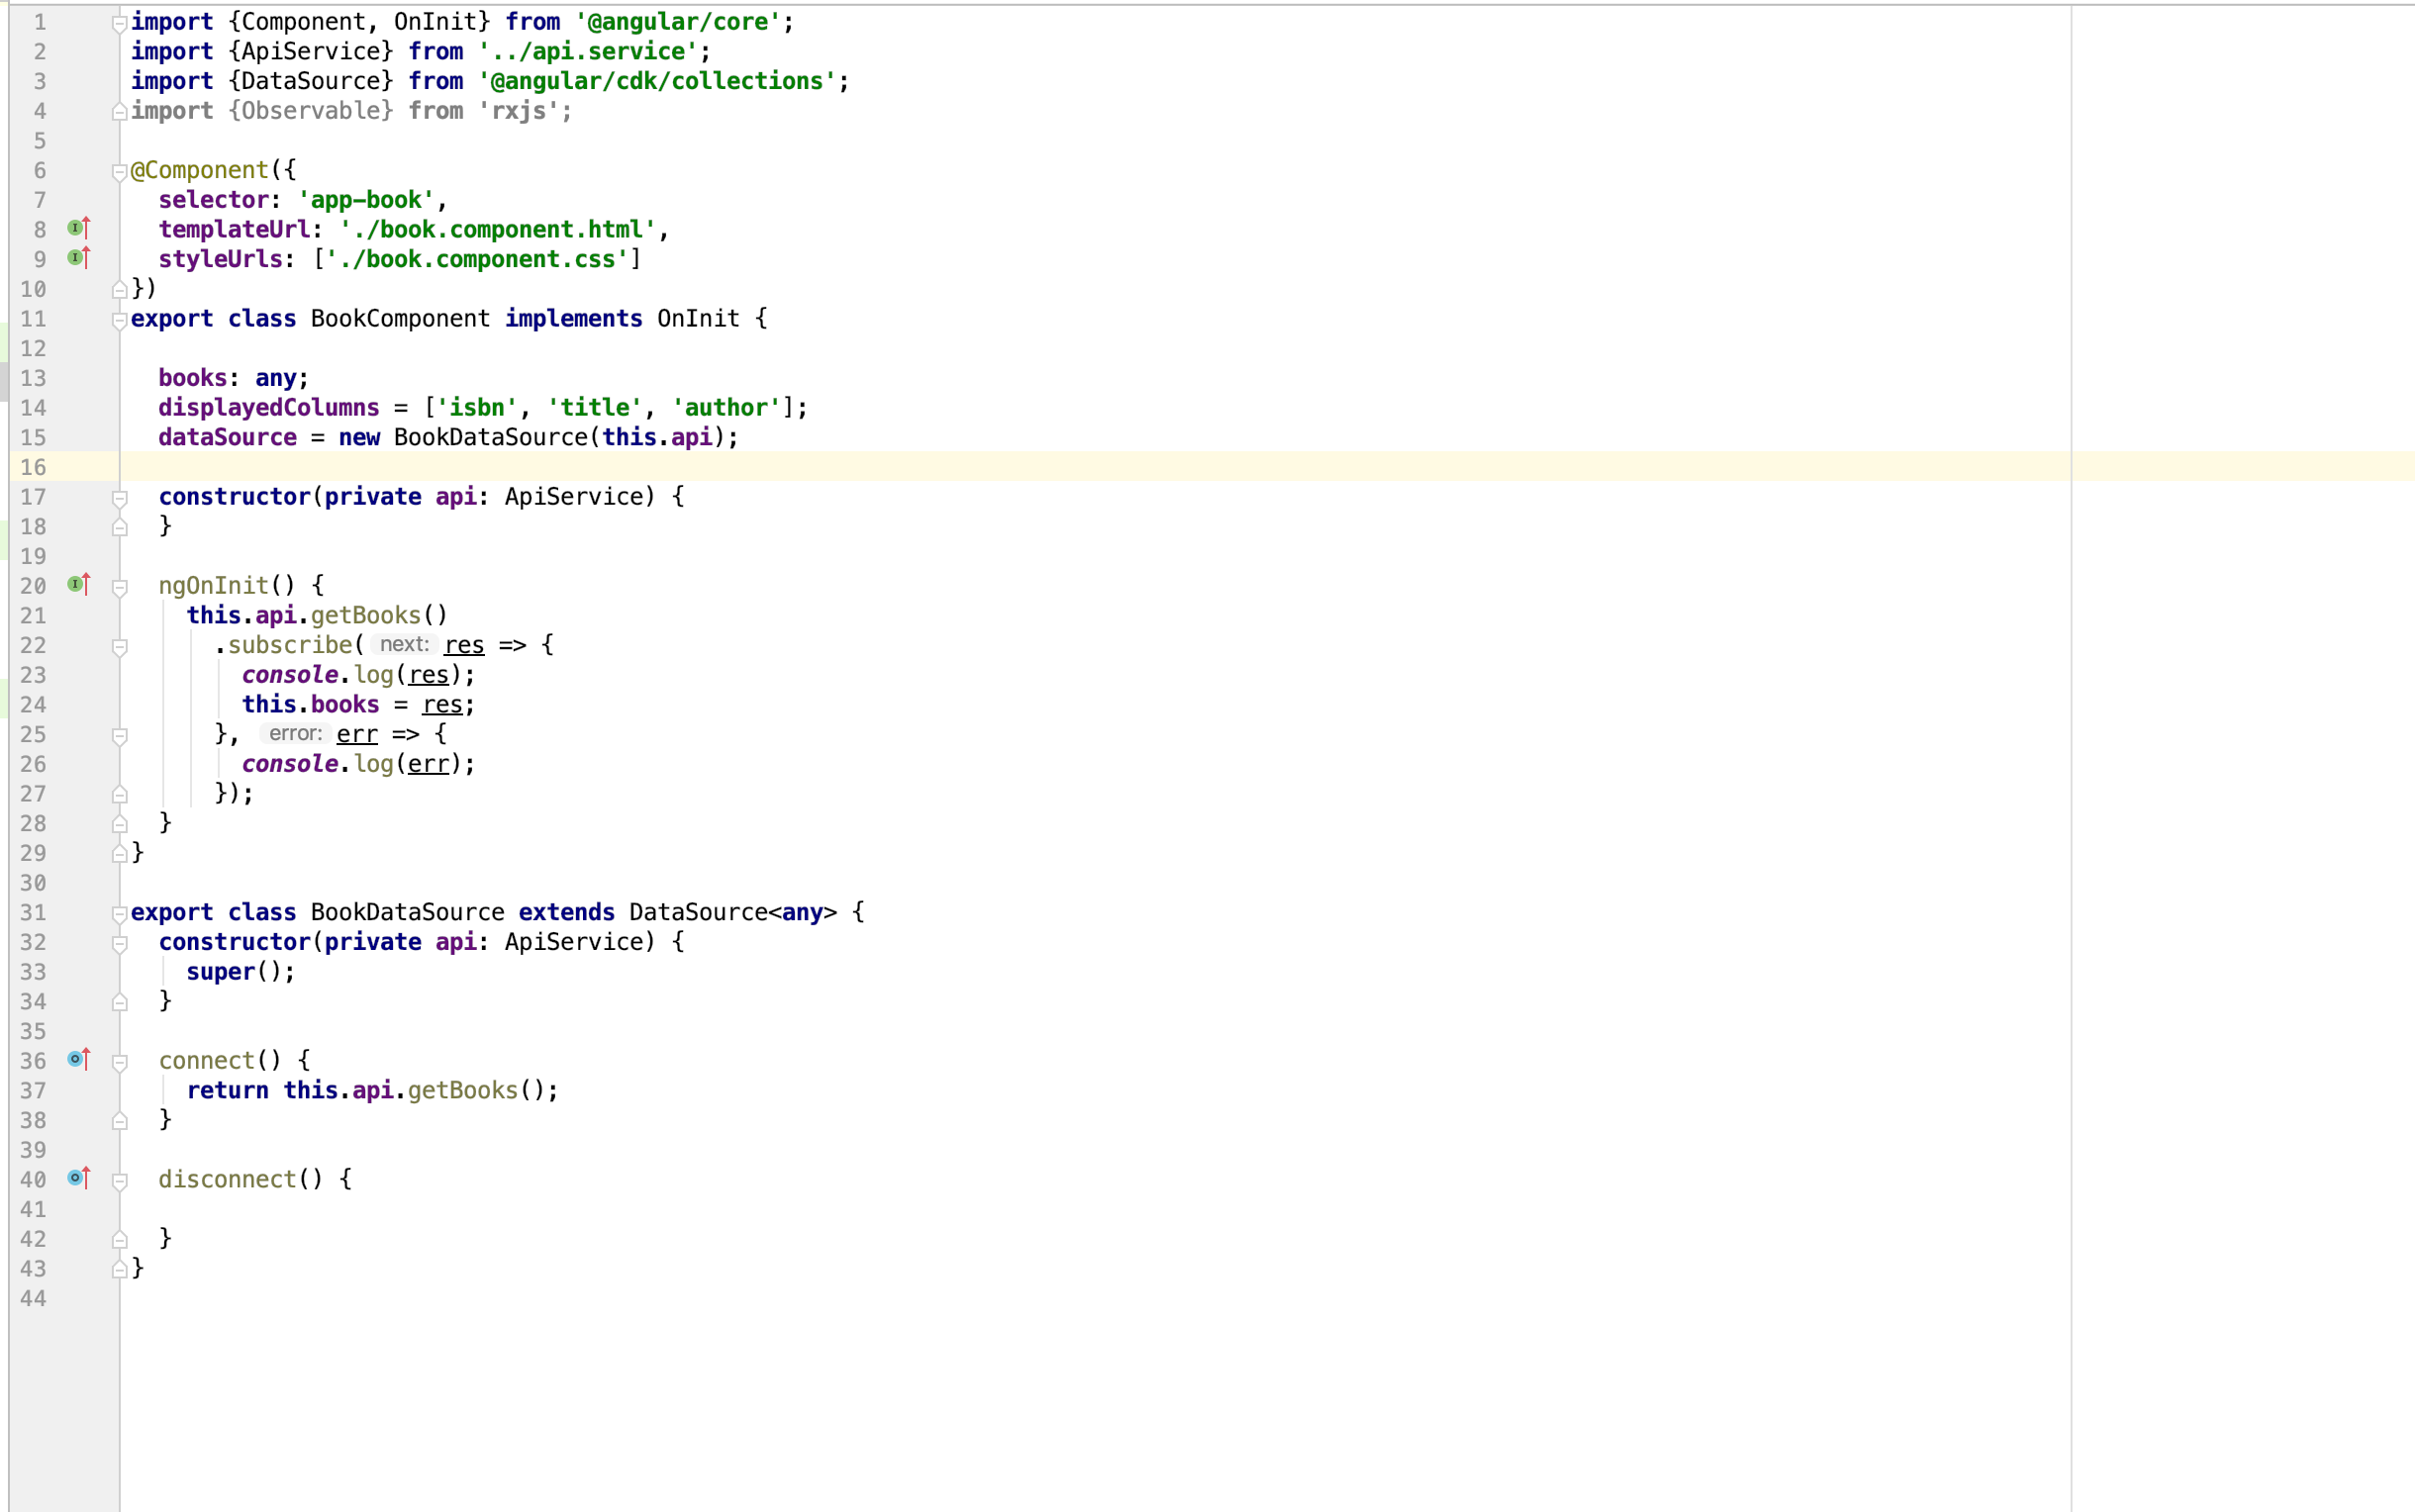 1 import {Component, OnInit} from '@angular/core';
2 import {ApiService} from '../api.service';
3 import {DataSource} from '@angular/cdk/collections';
4 import {Observable} from 'rxjs';
5
6 @Component({
7   selector: 'app-book',
8   templateUrl: './book.component.html',
9   styleUrls: ['./book.component.css']
10 })
11 export class BookComponent implements OnInit {
12
13   books: any;
14   displayedColumns = ['isbn', 'title', 'author'];
15   dataSource = new BookDataSource(this.api);
16
17   constructor(private api: ApiService) {
18   }
19
20   ngOnInit() {
21     this.api.getBooks()
22       .subscribe( next: res => {
23         console.log(res);
24         this.books = res;
25       }, error: err => {
26         console.log(err);
27       });
28   }
29 }
30
31 export class BookDataSource extends DataSource<any> {
32   constructor(private api: ApiService) {
33     super();
34   }
35
36   connect() {
37     return this.api.getBooks();
38   }
39
40   disconnect() {
41
42   }
43 }
44